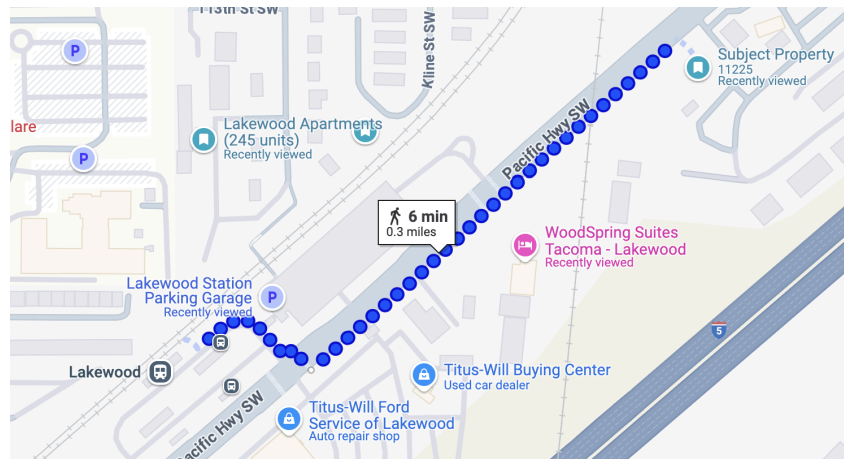 113th St SW
Kline St SW
P
Subject Property
11225
Recently viewed
lare
Lakewood Apartments
(245 units)
Recently viewed
P
Pacific Hwy SW
6 min
0.3 miles
WoodSpring Suites
Tacoma - Lakewood
Recently viewed
Lakewood Station
Parking Garage
Recently viewed
P
5
Lakewood
Titus-Will Buying Center
Used car dealer
Titus-Will Ford
Service of Lakewood
Auto repair shop
Pacific Hwy SW